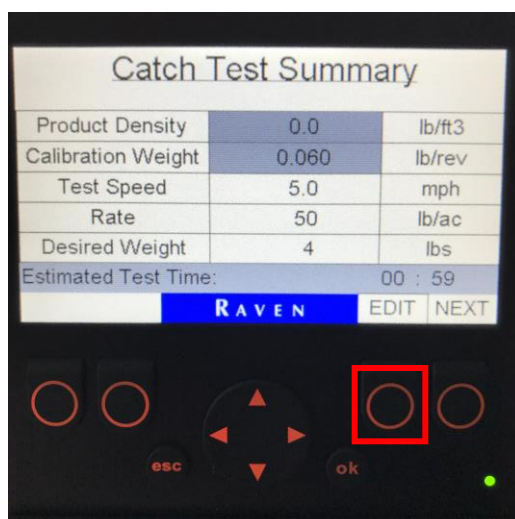 Catch Test Summary
Product Density 0.0 lb/ft3
Calibration Weight 0.060 lb/rev
Test Speed 5.0 mph
Rate 50 lb/ac
Desired Weight 4 lbs
Estimated Test Time: 00 : 59
RAVEN EDIT NEXT
esc ok